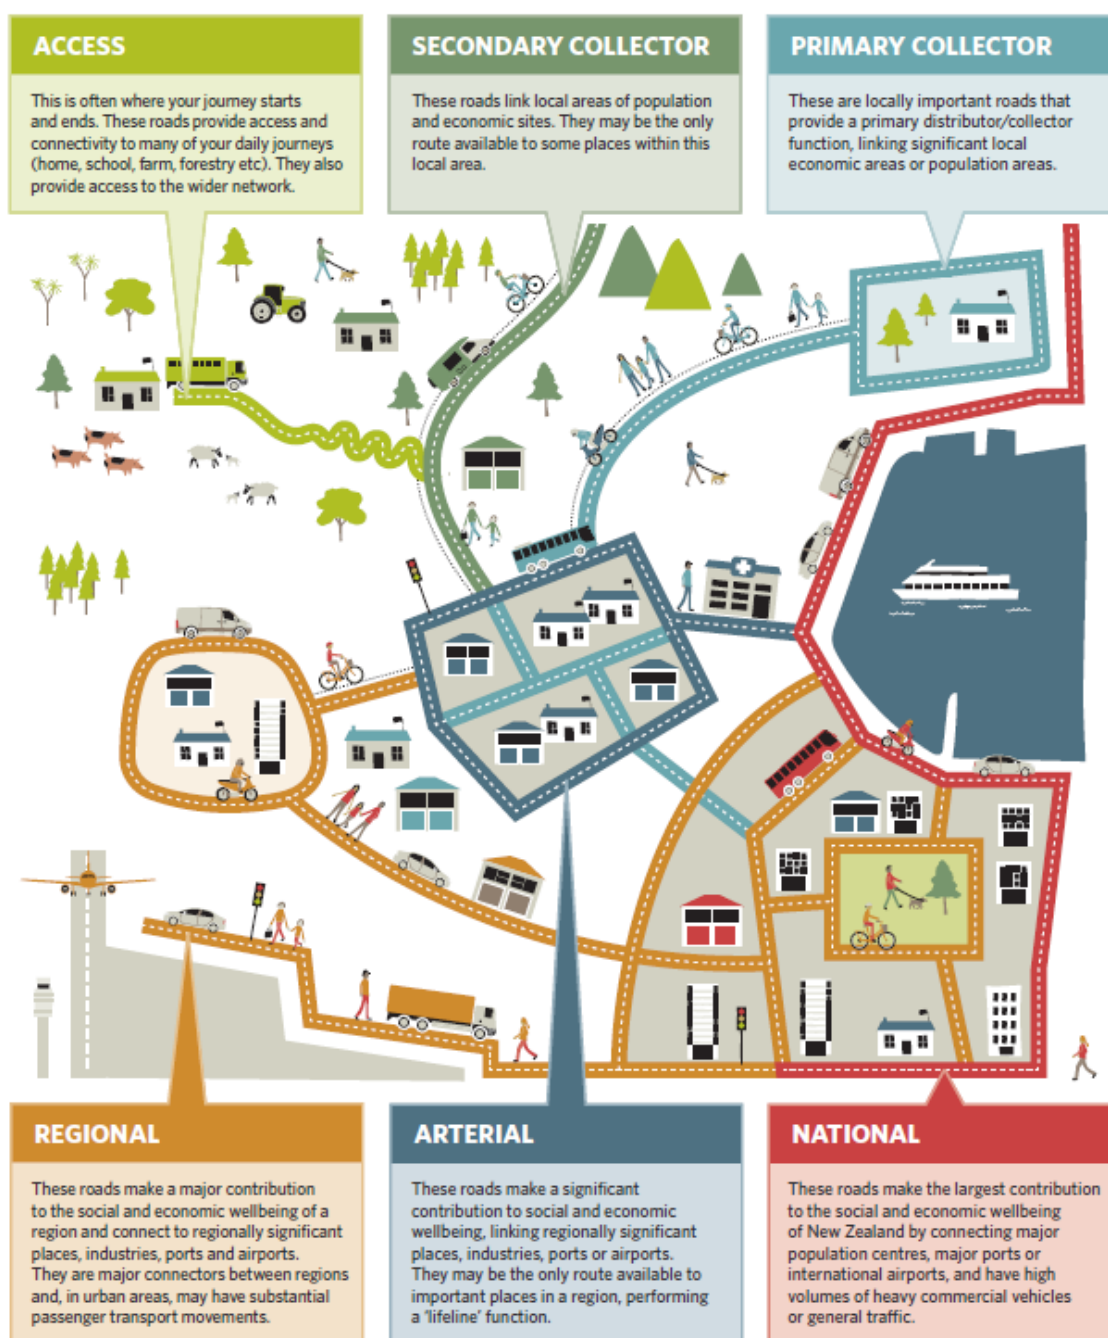 ACCESS
This is often where your journey starts
and ends. These roads provide access and
connectivity to many of your daily journeys
(home, school, farm, forestry etc). They also
provide access to the wider network.
SECONDARY COLLECTOR
These roads link local areas of population
and economic sites. They may be the only
route available to some places within this
local area.
PRIMARY COLLECTOR
These are locally important roads that
provide a primary distributor/collector
function, linking significant local
economic areas or population areas.
REGIONAL
These roads make a major contribution
to the social and economic wellbeing of a
region and connect to regionally significant
places, industries, ports and airports.
They are major connectors between regions
and, in urban areas, may have substantial
passenger transport movements.
ARTERIAL
These roads make a significant
contribution to social and economic
wellbeing, linking regionally significant
places, industries, ports or airports.
They may be the only route available to
important places in a region, performing
a 'lifeline' function.
NATIONAL
These roads make the largest contribution
to the social and economic wellbeing
of New Zealand by connecting major
population centres, major ports or
international airports, and have high
volumes of heavy commercial vehicles
or general traffic.